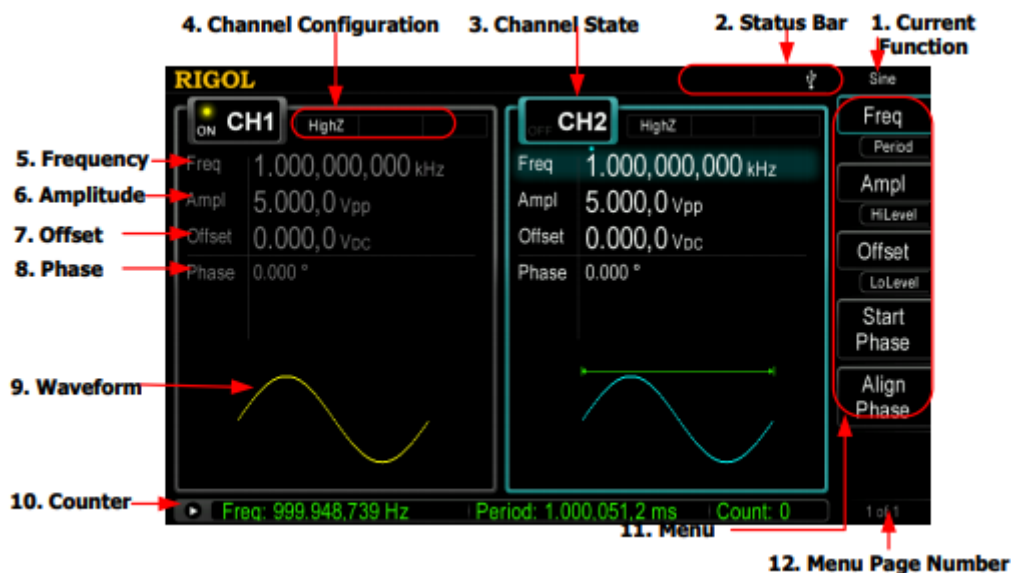 4. Channel Configuration 3. Channel State 2. Status Bar 1. Current Function
RIGOL Sine
ON CH1 HighZ
OFF CH2 HighZ
Freq
Period
Ampl
HiLevel
Offset
LoLevel
Start Phase
Align Phase
5. Frequency Freq 1.000,000,000 kHz Freq 1.000,000,000 kHz
6. Amplitude Ampl 5.000,0 Vpp Ampl 5.000,0 Vpp
7. Offset Offset 0.000,0 VDC Offset 0.000,0 VDC
8. Phase Phase 0.000 ° Phase 0.000 °
9. Waveform
10. Counter Freq: 999.948,739 Hz Period: 1.000,051,2 ms Count: 0 1 of 1
11. Menu
12. Menu Page Number